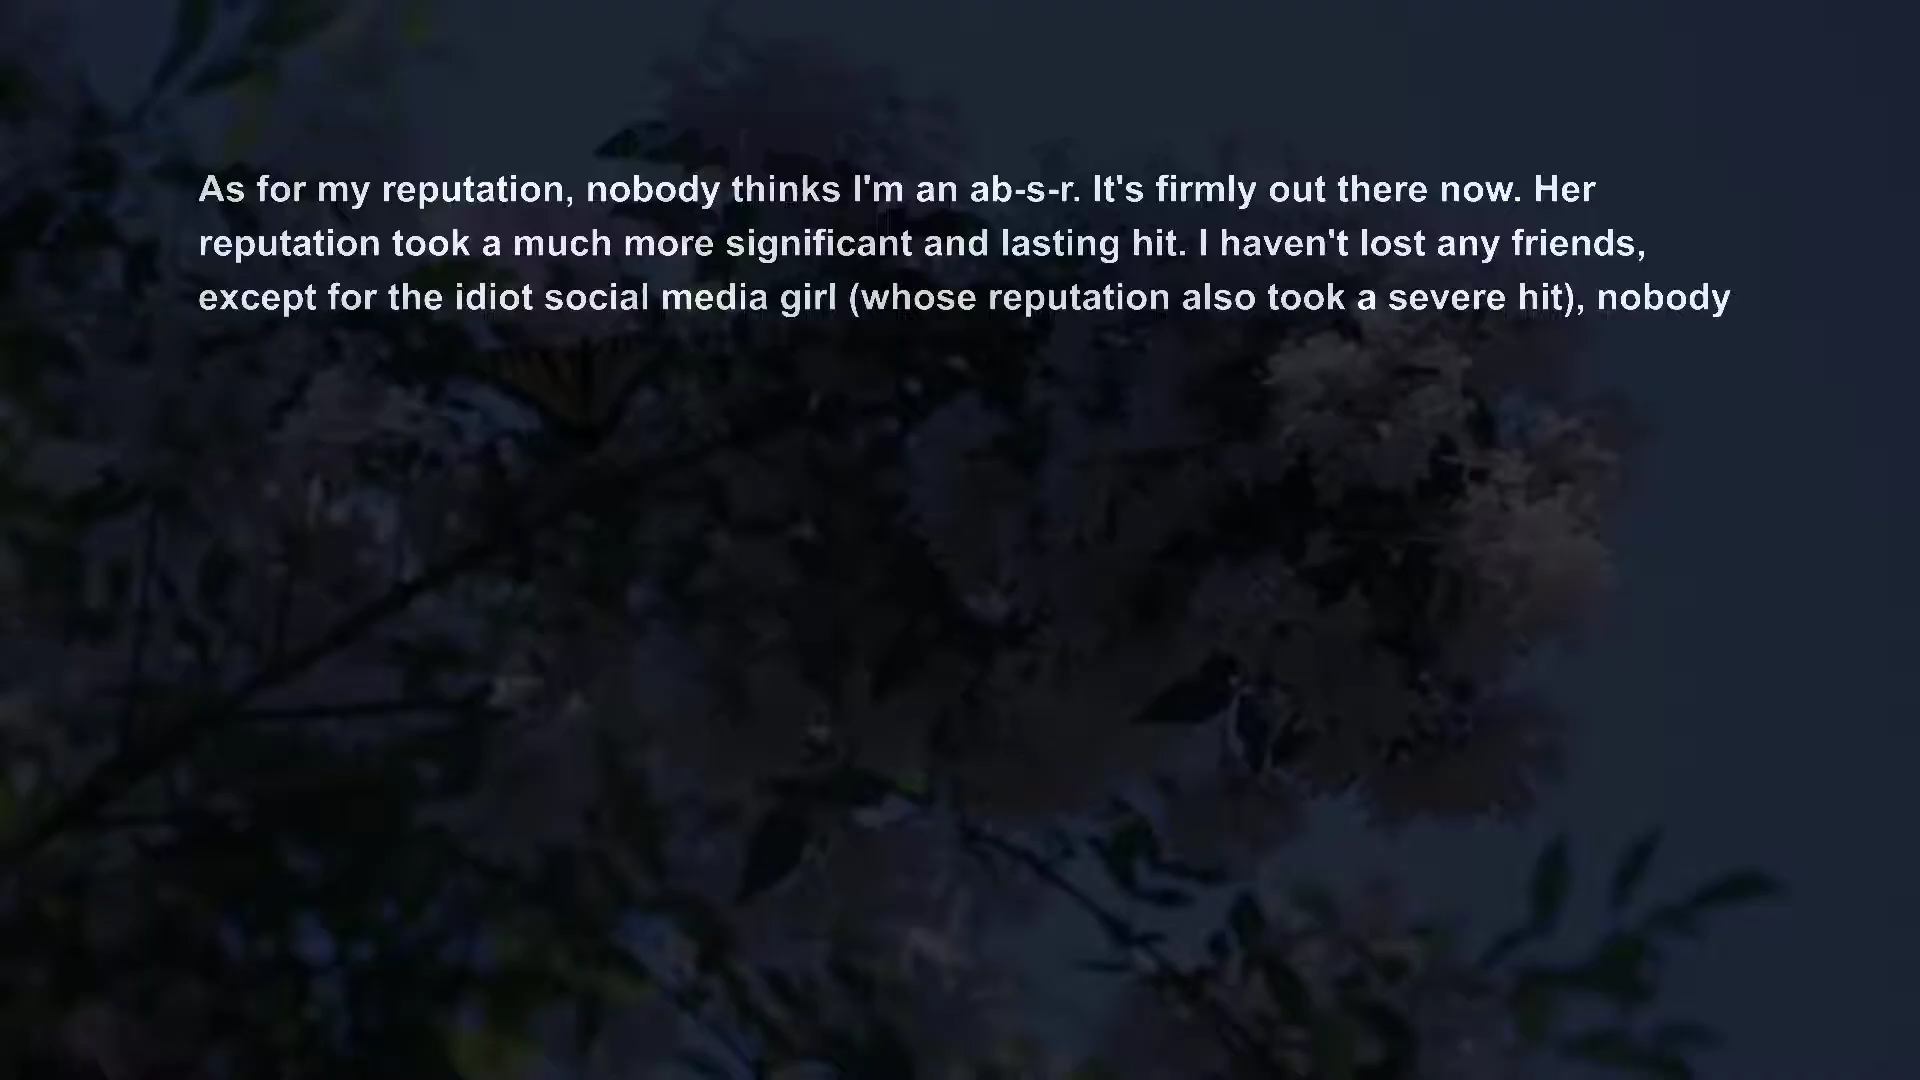 As for my reputation, nobody thinks I'm an ab-s-r. It's firmly out there now. Her
reputation took a much more significant and lasting hit. I haven't lost any friends,
except for the idiot social media girl (whose reputation also took a severe hit), nobody